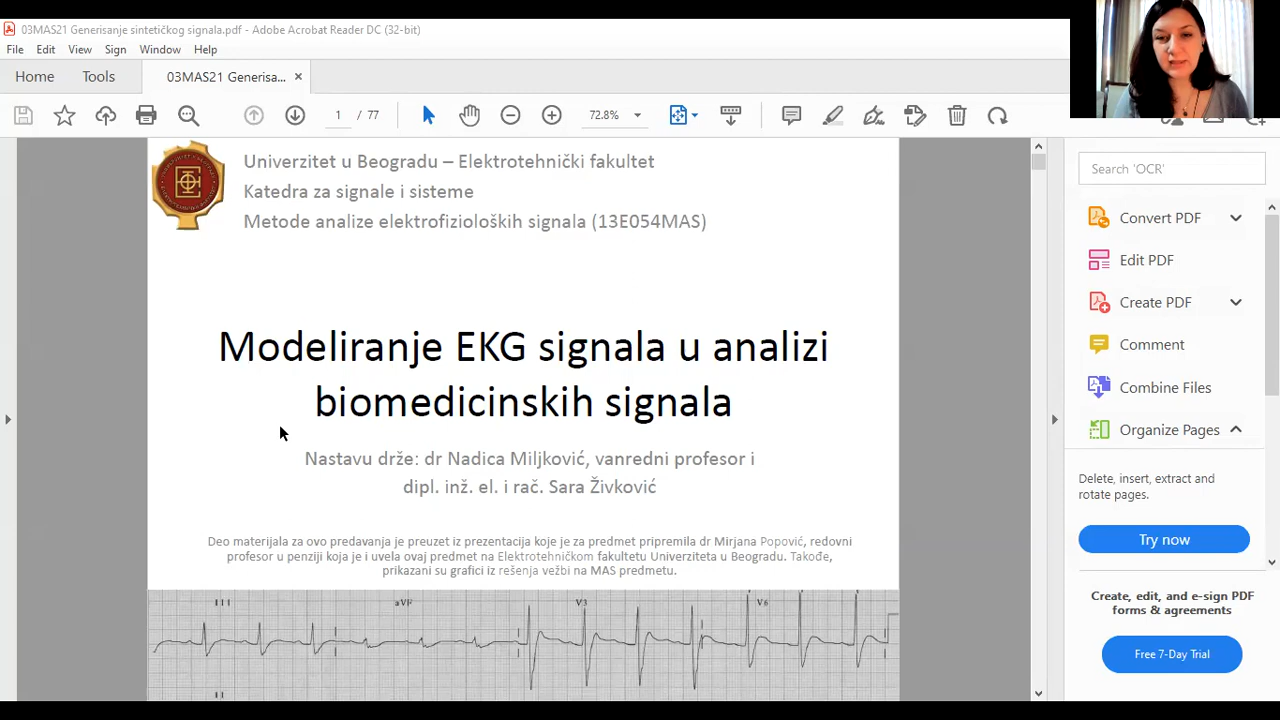 03MAS21 Generisanje sintetičkog signala.pdf - Adobe Acrobat Reader DC (32-bit)
File Edit View Sign Window Help
Home Tools 03MAS21 Generisa... ×
1 / 77 72.8%
Univerzitet u Beogradu – Elektrotehnički fakultet
Katedra za signale i sisteme
Metode analize elektrofizioloških signala (13E054MAS)
Modeliranje EKG signala u analizi
biomedicinskih signala
Nastavu drže: dr Nadica Miljković, vanredni profesor i
dipl. inž. el. i rač. Sara Živković
Deo materijala za ovo predavanja je preuzet iz prezentacija koje je za predmet pripremila dr Mirjana Popović, redovni
profesor u penziji koja je i uvela ovaj predmet na Elektrotehničkom fakultetu Univerziteta u Beogradu. Takođe,
prikazani su grafici iz rešenja vežbi na MAS predmetu.
III aVF V3 V6
II
Search 'OCR'
Convert PDF
Edit PDF
Create PDF
Comment
Combine Files
Organize Pages
Delete, insert, extract and
rotate pages.
Try now
Create, edit, and e-sign PDF
forms & agreements
Free 7-Day Trial